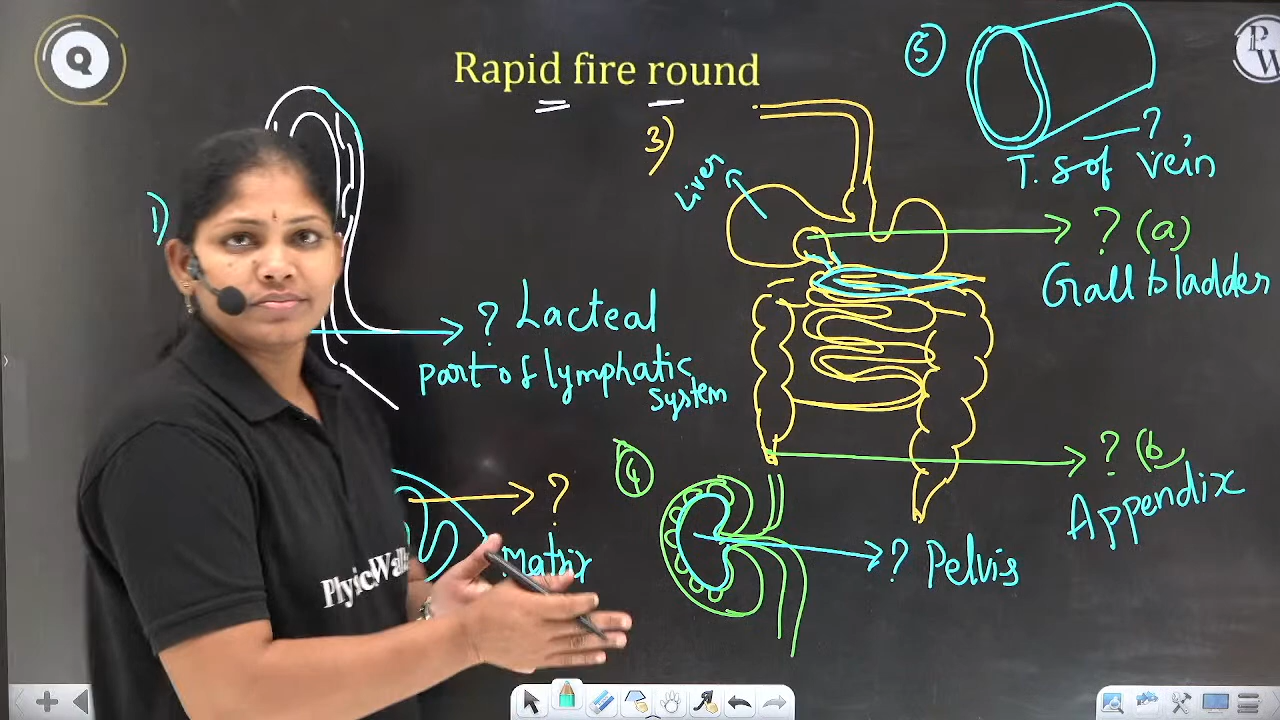 Q
Rapid fire round
PW
1)
? Lacteal
part of lymphatic
system
?
Matrix
3)
Liver
? (a)
Gall bladder
? (b)
Appendix
4
? Pelvis
5
?
T.S of vein